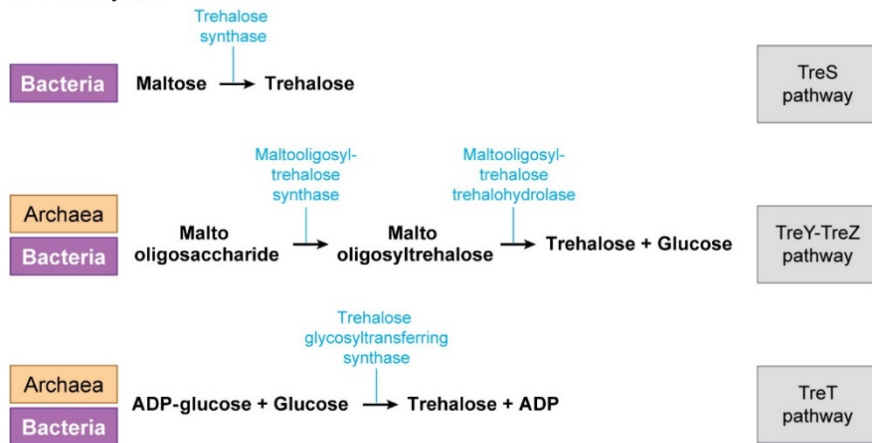 Trehalose
synthase
Bacteria
Maltose
Trehalose
TreS
pathway
Maltooligosyl-
trehalose
synthase
Maltooligosyl-
trehalose
trehalohydrolase
Archaea
Bacteria
Malto
oligosaccharide
Malto
oligosyltrehalose
Trehalose + Glucose
TreY-TreZ
pathway
Trehalose
glycosyltransferring
synthase
Archaea
Bacteria
ADP-glucose + Glucose
Trehalose + ADP
TreT
pathway